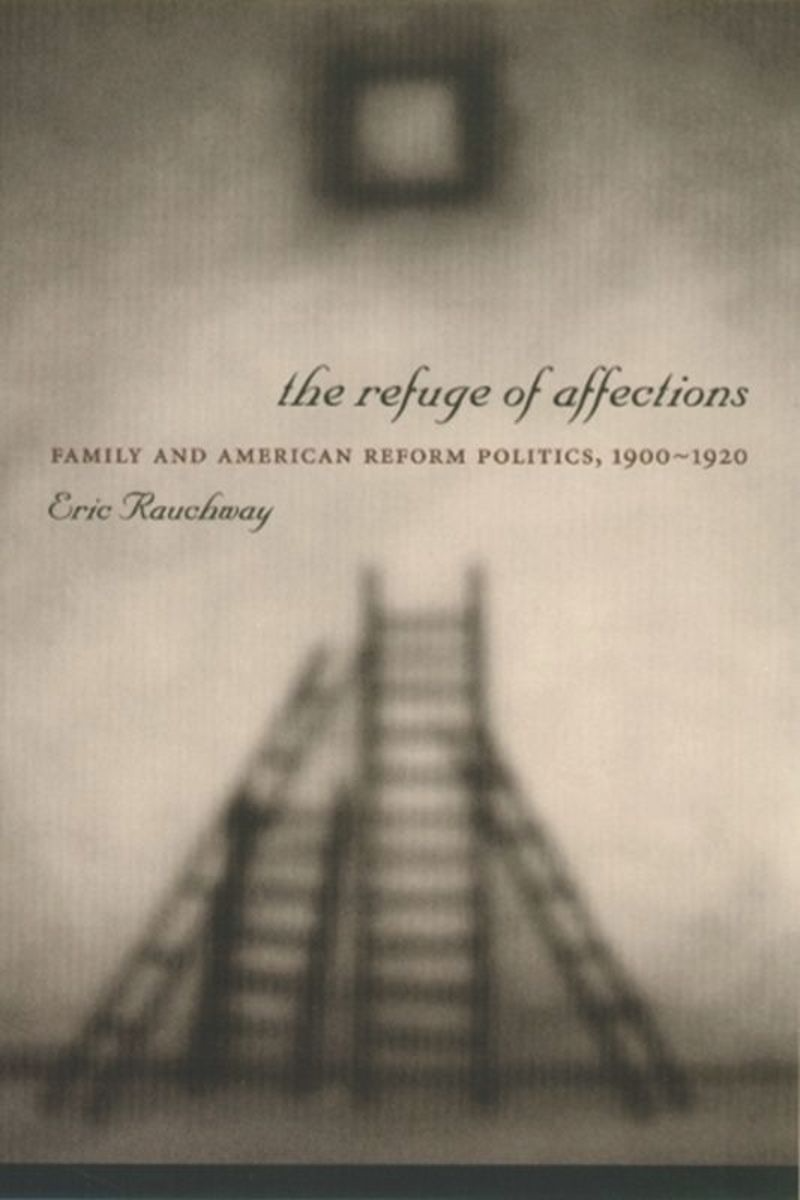 the refuge of affections
FAMILY AND AMERICAN REFORM POLITICS, 1900~1920
Eric Rauchway